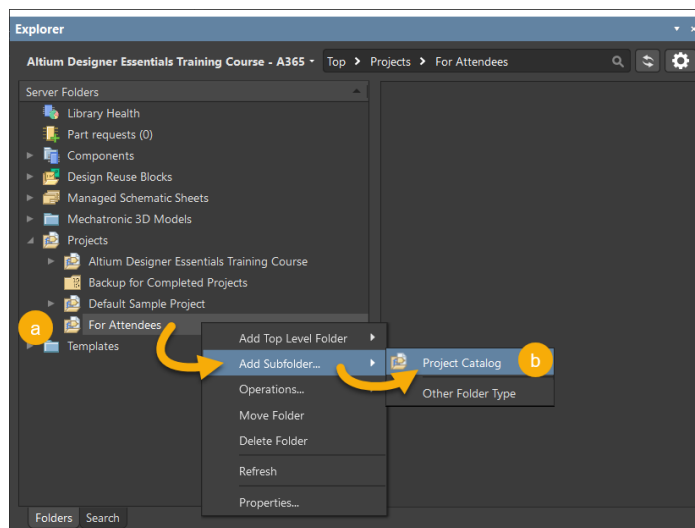 Explorer
Altium Designer Essentials Training Course - A365 Top Projects For Attendees
Server Folders
Library Health
Part requests (0)
Components
Design Reuse Blocks
Managed Schematic Sheets
Mechatronic 3D Models
Projects
Altium Designer Essentials Training Course
Backup for Completed Projects
Default Sample Project
a For Attendees
Templates
Add Top Level Folder
Add Subfolder...
Operations...
Move Folder
Delete Folder
Refresh
Properties...
Project Catalog b
Other Folder Type
Folders Search